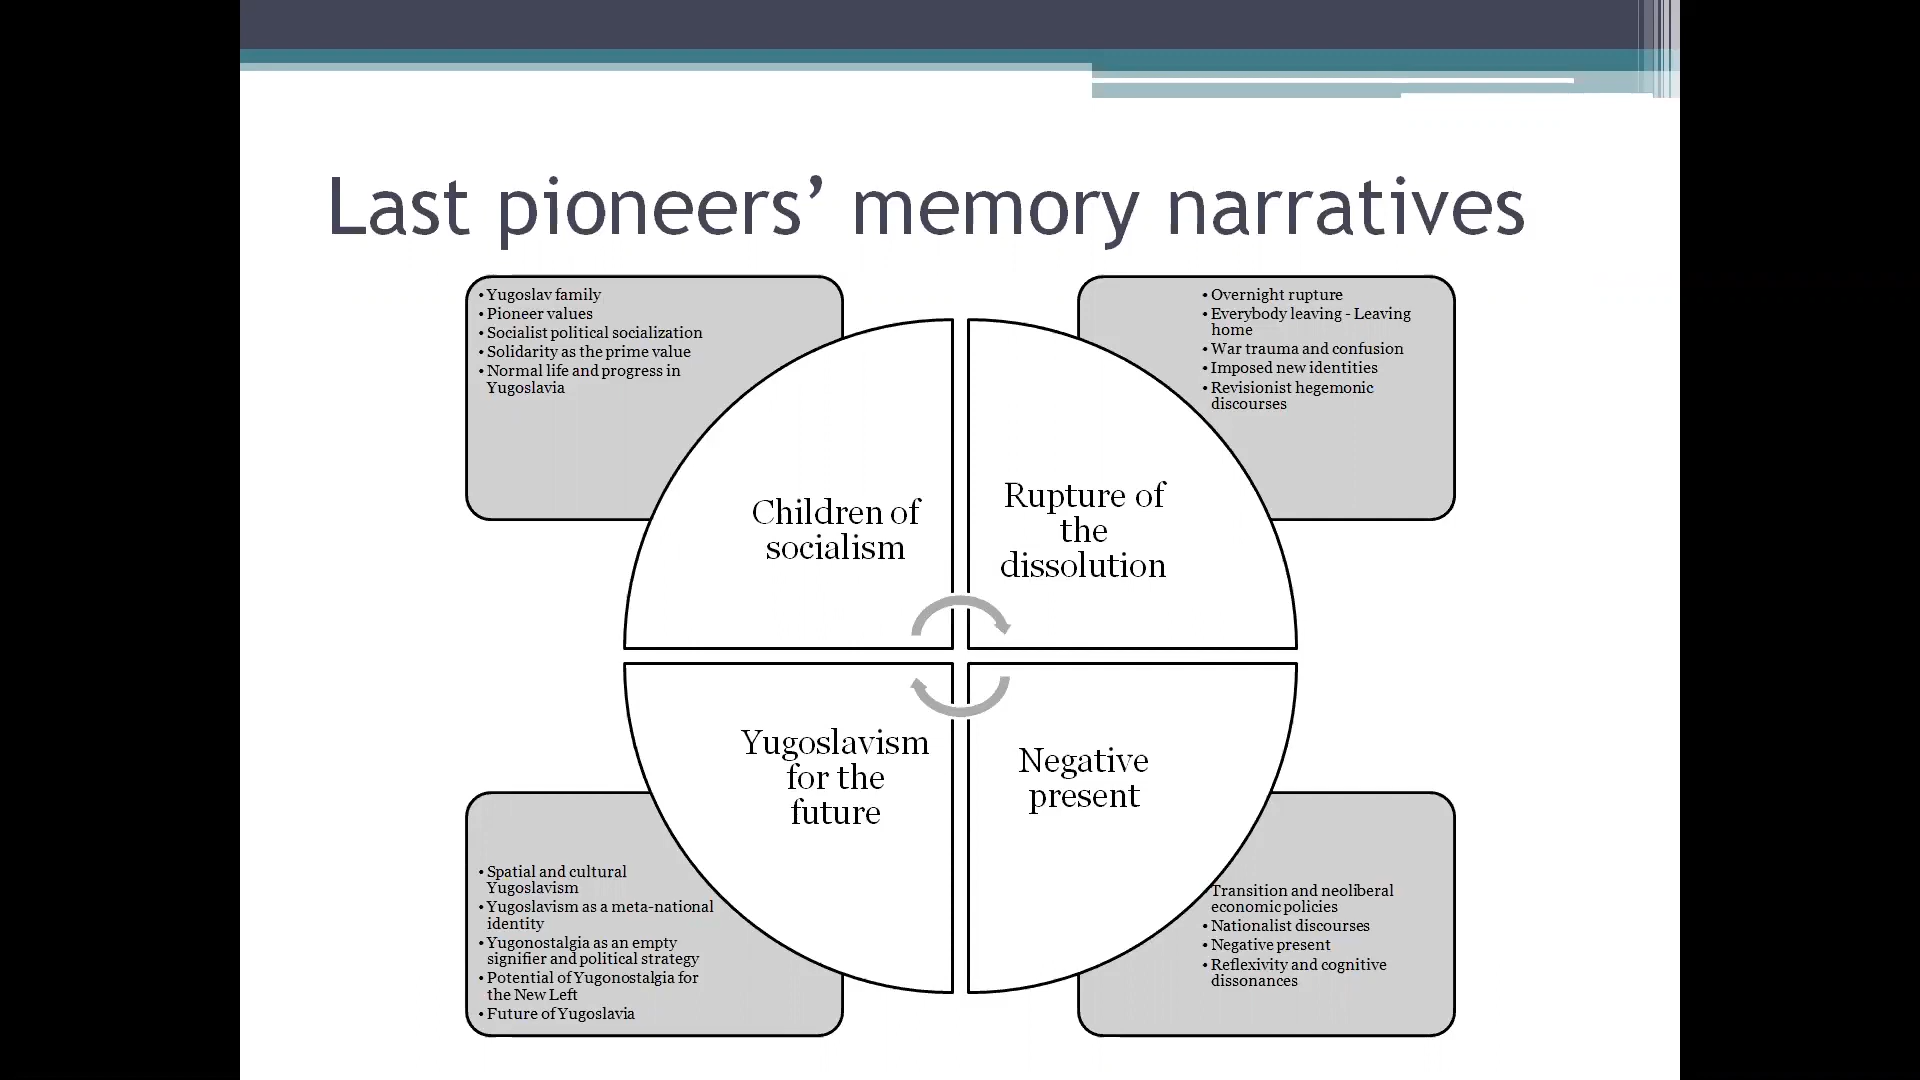 Last pioneers’ memory narratives
• Yugoslav family
• Pioneer values
• Socialist political socialization
• Solidarity as the prime value
• Normal life and progress in
Yugoslavia
• Overnight rupture
• Everybody leaving - Leaving
home
• War trauma and confusion
• Imposed new identities
• Revisionist hegemonic
discourses
Children of
socialism
Rupture of
the
dissolution
Yugoslavism
for the
future
Negative
present
• Spatial and cultural
Yugoslavism
• Yugoslavism as a meta-national
identity
• Yugonostalgia as an empty
signifier and political strategy
• Potential of Yugonostalgia for
the New Left
• Future of Yugoslavia
Transition and neoliberal
economic policies
• Nationalist discourses
• Negative present
• Reflexivity and cognitive
dissonances